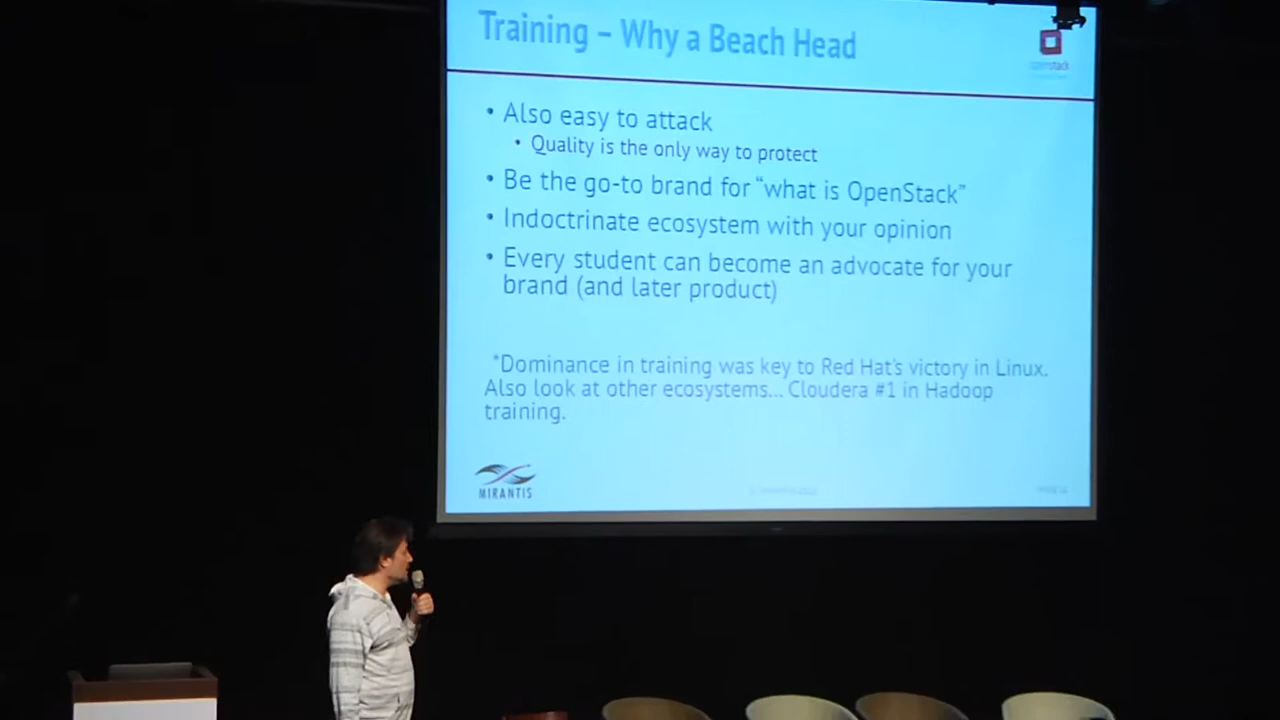 Training – Why a Beach Head
openstack
• Also easy to attack
• Quality is the only way to protect
• Be the go-to brand for “what is OpenStack”
• Indoctrinate ecosystem with your opinion
• Every student can become an advocate for your
brand (and later product)
*Dominance in training was key to Red Hat's victory in Linux.
Also look at other ecosystems... Cloudera #1 in Hadoop
training.
MIRANTIS